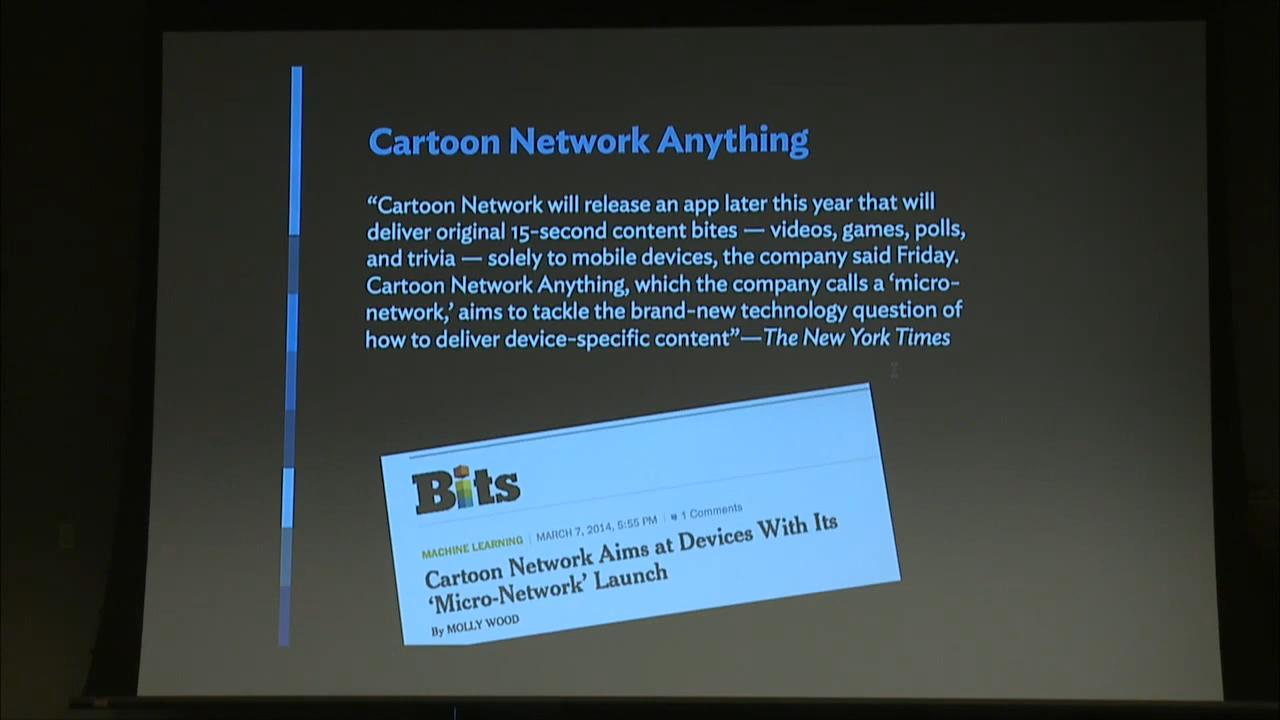 Cartoon Network Anything
“Cartoon Network will release an app later this year that will
deliver original 15-second content bites — videos, games, polls,
and trivia — solely to mobile devices, the company said Friday.
Cartoon Network Anything, which the company calls a ‘micro-
network,’ aims to tackle the brand-new technology question of
how to deliver device-specific content”—The New York Times
Bits
MACHINE LEARNING | MARCH 7, 2014, 5:55 PM | 1 Comments
Cartoon Network Aims at Devices With Its
‘Micro-Network’ Launch
By MOLLY WOOD